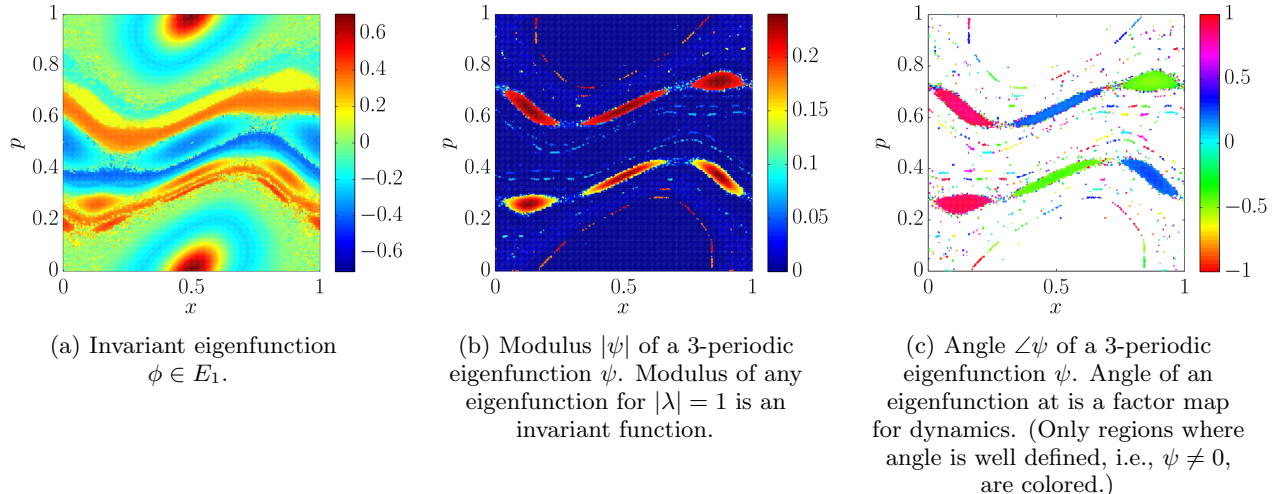 1
0.8
0.6
0.4
0.2
0
p
0
0.5
1
x
0.6
0.4
0.2
0
−0.2
−0.4
−0.6
(a) Invariant eigenfunction
ϕ ∈ E₁.
1
0.8
0.6
0.4
0.2
0
p
0
0.5
1
x
0.2
0.15
0.1
0.05
0
(b) Modulus |ψ| of a 3-periodic
eigenfunction ψ. Modulus of any
eigenfunction for |λ| = 1 is an
invariant function.
1
0.8
0.6
0.4
0.2
0
p
0
0.5
1
x
1
0.5
0
−0.5
−1
(c) Angle ∠ψ of a 3-periodic
eigenfunction ψ. Angle of an
eigenfunction at is a factor map
for dynamics. (Only regions where
angle is well defined, i.e., ψ ≠ 0,
are colored.)